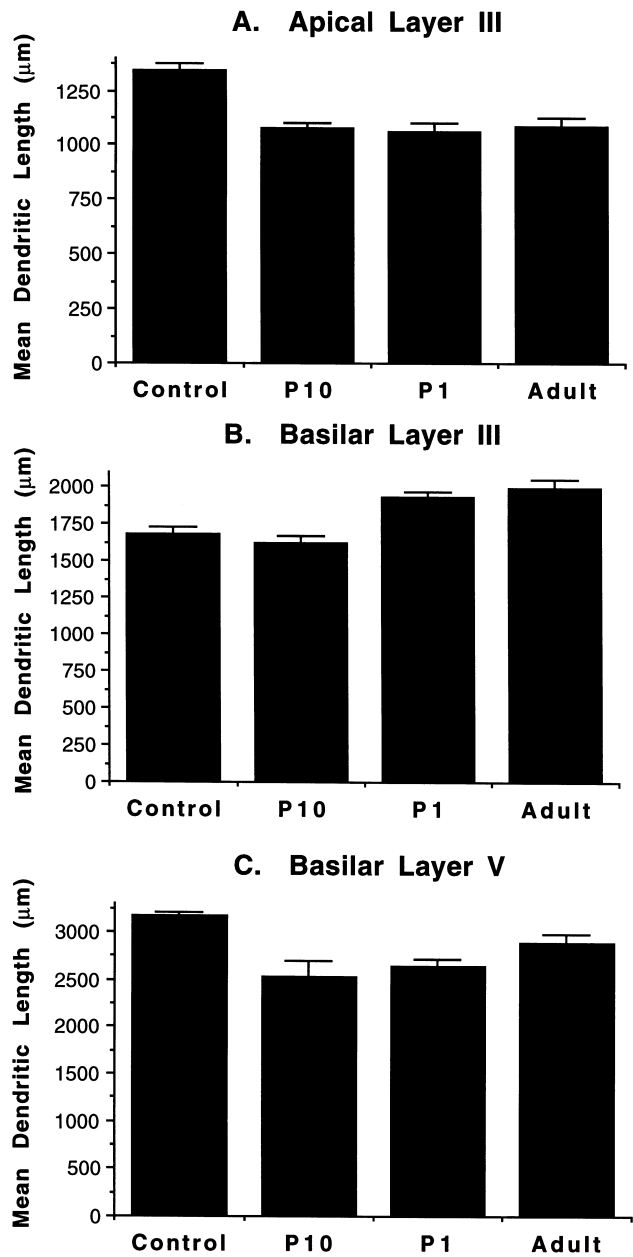 A. Apical Layer III
Mean Dendritic Length (µm)
1250
1000
750
500
250
0
Control P10 P1 Adult
B. Basilar Layer III
Mean Dendritic Length (µm)
2000
1750
1500
1250
1000
750
500
250
0
Control P10 P1 Adult
C. Basilar Layer V
Mean Dendritic Length (µm)
3000
2500
2000
1500
1000
500
0
Control P10 P1 Adult